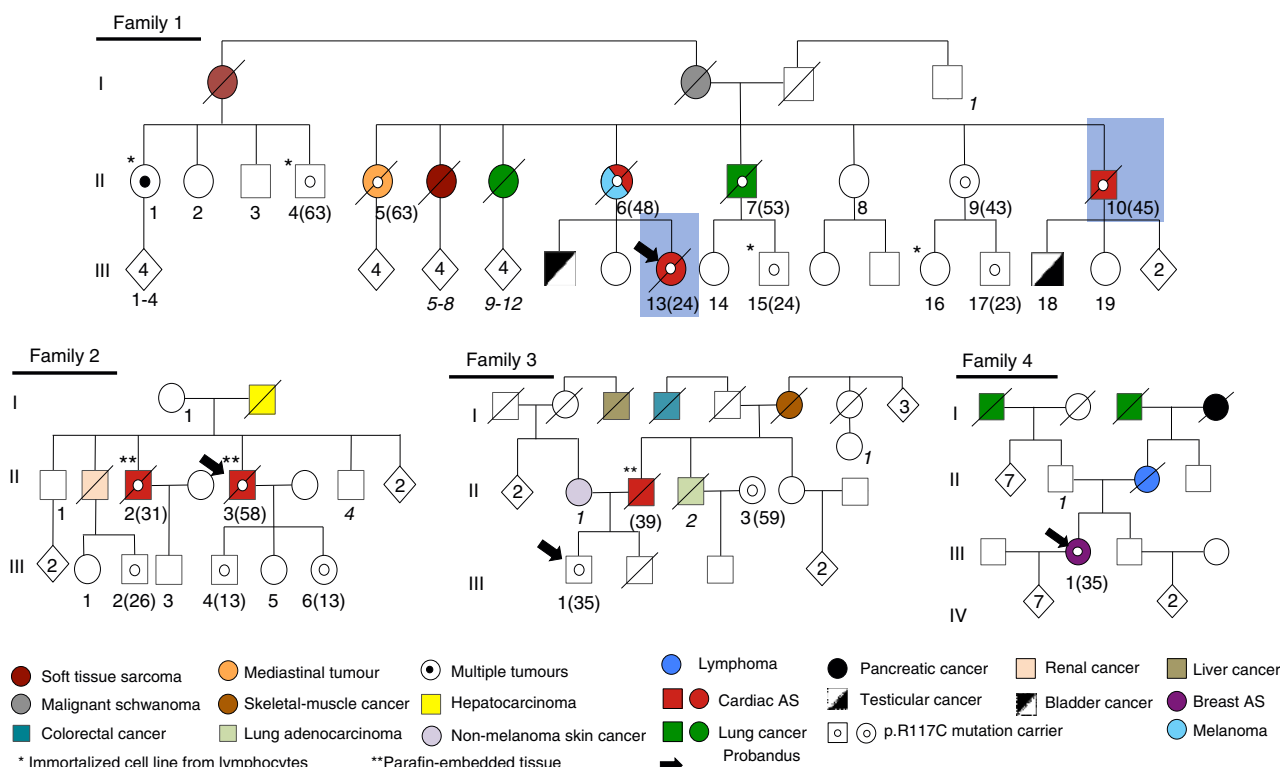 Family 1
I
1
*
*
II
1 2 3 4(63) 5(63) 6(48) 7(53) 8 9(43) 10(45)
*
*
III
4 4 4 4 2
1-4 5-8 9-12 13(24) 14 15(24) 16 17(23) 18 19
Family 2
I
1
** **
II
2
1 2(31) 3(58) 4
III
2
1 2(26) 3 4(13) 5 6(13)
Family 3
I
3
1
**
II
2
1 (39) 2 3(59)
2
III
1(35)
Family 4
I
II
7
1
III
1(35)
7 2
IV
Soft tissue sarcoma
Malignant schwanoma
Colorectal cancer
Mediastinal tumour
Skeletal-muscle cancer
Lung adenocarcinoma
Multiple tumours
Hepatocarcinoma
Non-melanoma skin cancer
Lymphoma
Cardiac AS
Lung cancer
Probandus
Pancreatic cancer
Testicular cancer
p.R117C mutation carrier
Renal cancer
Bladder cancer
Liver cancer
Breast AS
Melanoma
* Immortalized cell line from lymphocytes
**Parafin-embedded tissue